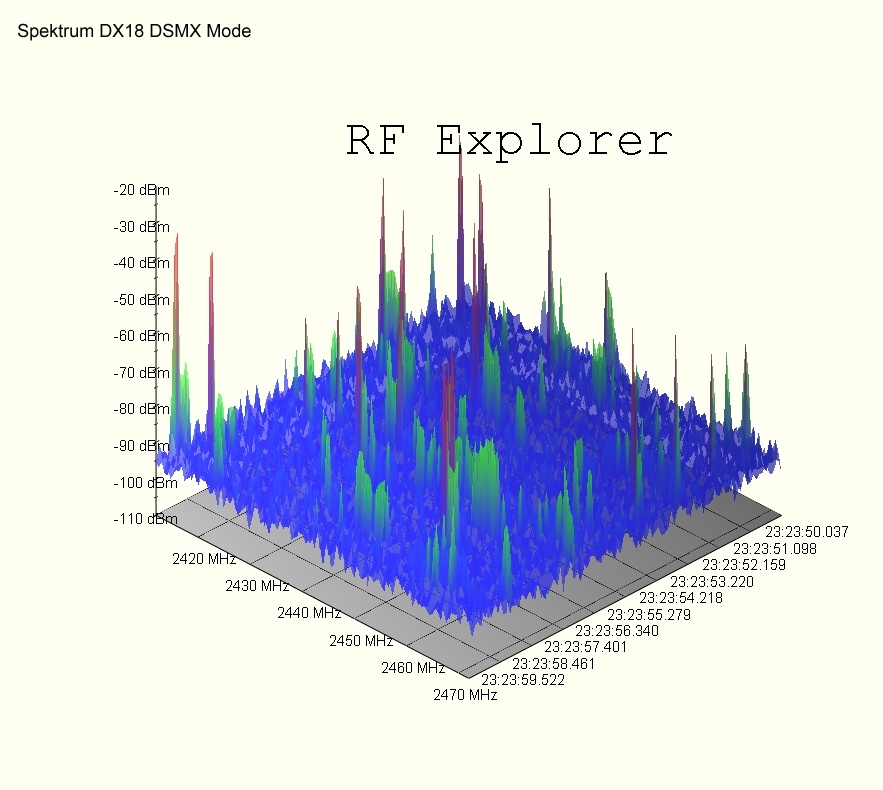 Spektrum DX18 DSMX Mode
RF Explorer
-20 dBm
-30 dBm
-40 dBm
-50 dBm
-60 dBm
-70 dBm
-80 dBm
-90 dBm
-100 dBm
-110 dBm
2420 MHz
2430 MHz
2440 MHz
2450 MHz
2460 MHz
2470 MHz
23:23:50.037
23:23:51.098
23:23:52.159
23:23:53.220
23:23:54.218
23:23:55.279
23:23:56.340
23:23:57.401
23:23:58.461
23:23:59.522